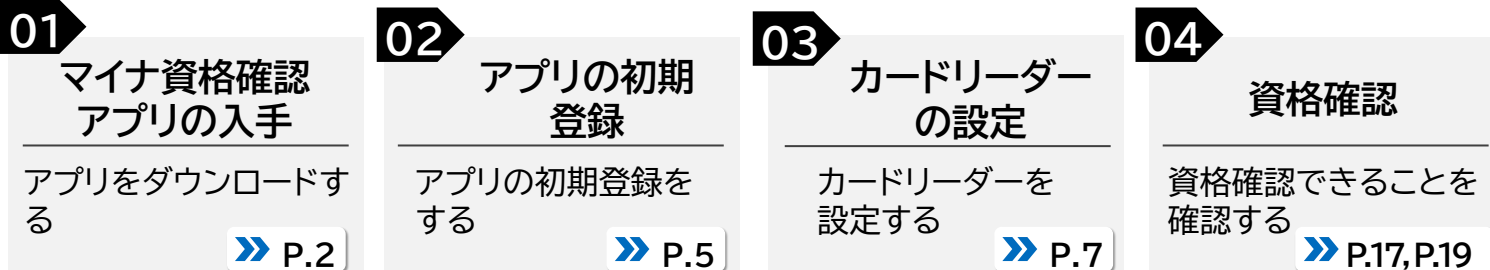 01
マイナ資格確認
アプリの入手
アプリをダウンロードす
る
P.2
02
アプリの初期
登録
アプリの初期登録を
する
P.5
03
カードリーダー
の設定
カードリーダーを
設定する
P.7
04
資格確認
資格確認できることを
確認する
P.17,P.19